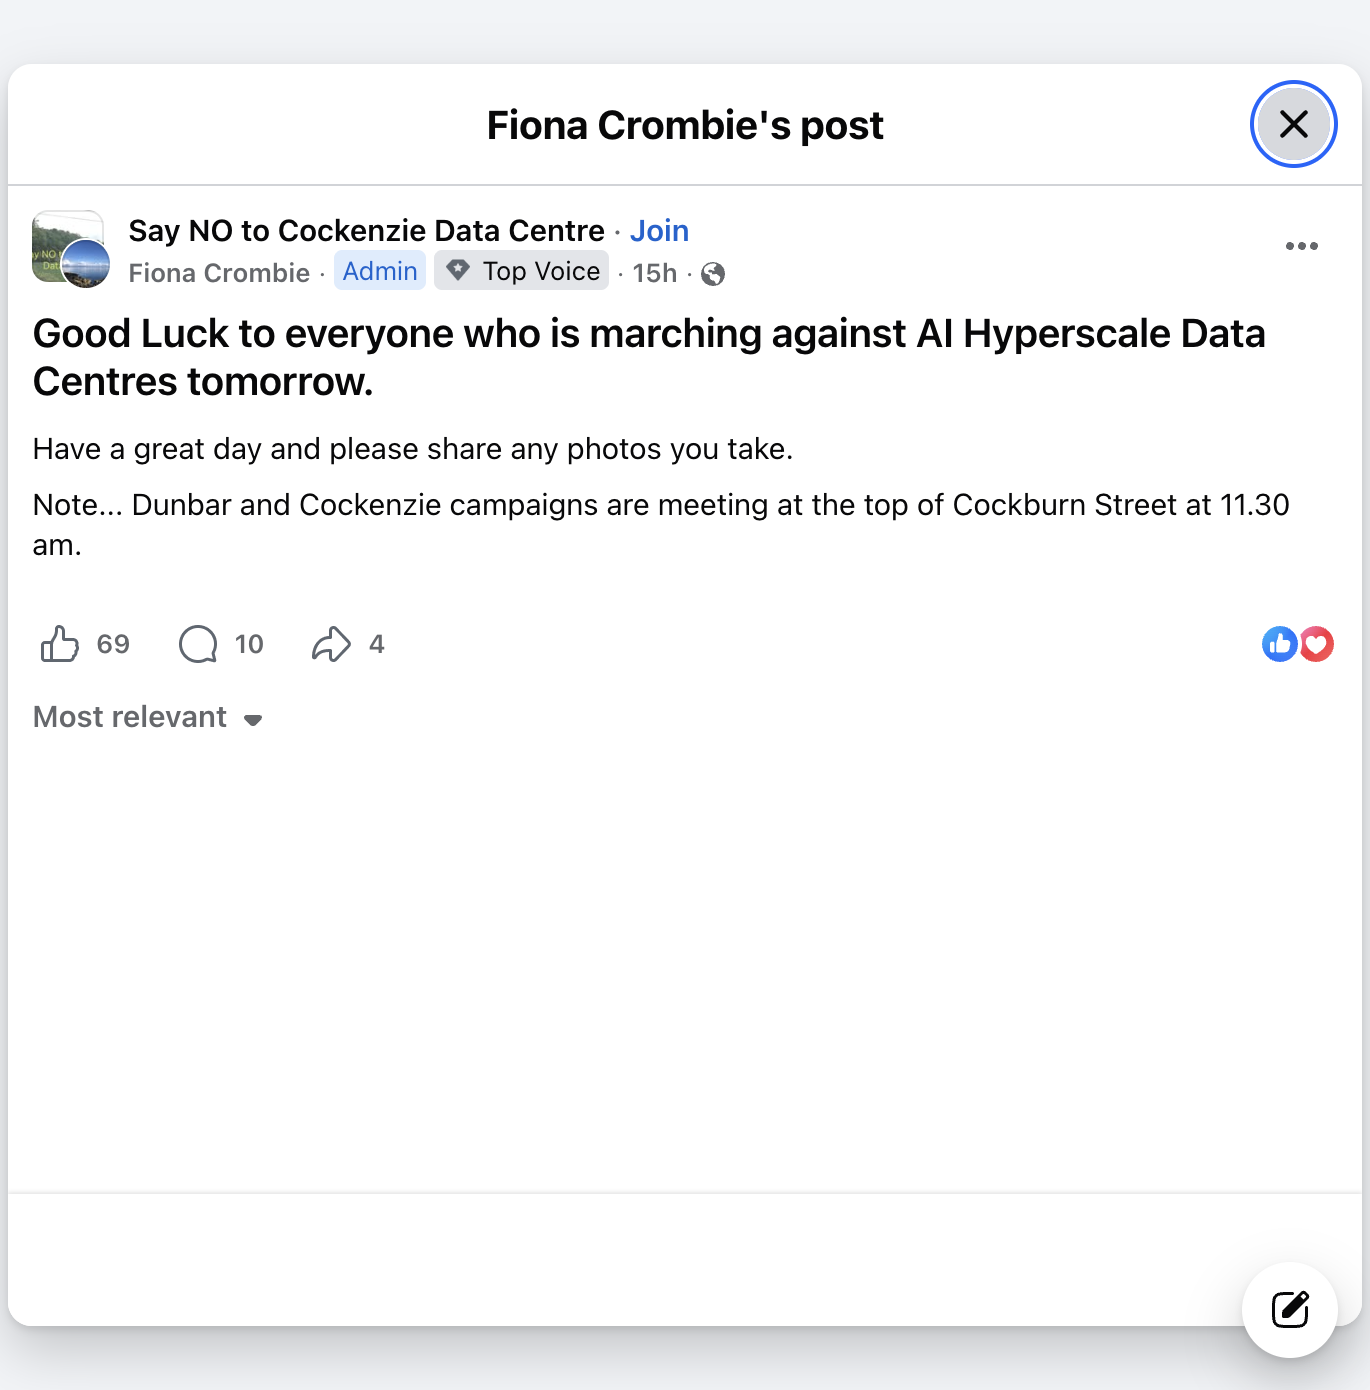 Fiona Crombie's post
Say NO to Cockenzie Data Centre · Join
Fiona Crombie · Admin Top Voice · 15h ·
Good Luck to everyone who is marching against AI Hyperscale Data
Centres tomorrow.
Have a great day and please share any photos you take.
Note... Dunbar and Cockenzie campaigns are meeting at the top of Cockburn Street at 11.30
am.
69 10 4
Most relevant